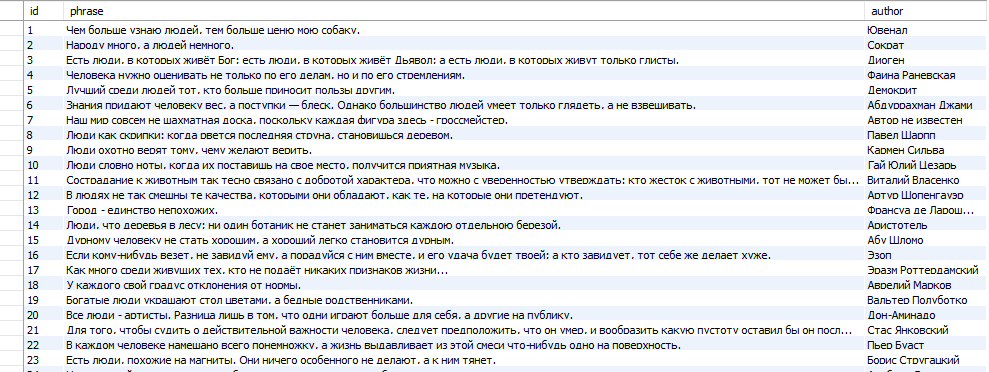 id phrase author
1 Чем больше узнаю людей, тем больше ценю мою собаку. Ювенал
2 Народу много, а людей немного. Сократ
3 Есть люди, в которых живёт Бог; есть люди, в которых живёт Дьявол; а есть люди, в которых живут только глисты. Диоген
4 Человека нужно оценивать не только по его делам, но и по его стремлениям. Фаина Раневская
5 Лучший среди людей тот, кто больше приносит пользы другим. Демокрит
6 Знания придают человеку вес, а поступки — блеск. Однако большинство людей умеет только глядеть, а не взвешивать. Абдуррахман Джами
7 Наш мир совсем не шахматная доска, поскольку каждая фигура здесь - гроссмейстер. Автор не известен
8 Люди как скрипки: когда рвется последняя струна, становишься деревом. Павел Шарпп
9 Люди охотно верят тому, чему желают верить. Кармен Сильва
10 Люди словно ноты, когда их поставишь на свое место, получится приятная музыка. Гай Юлий Цезарь
11 Сострадание к животным так тесно связано с добротой характера, что можно с уверенностью утверждать: кто жесток с животными, тот не может бы... Виталий Власенко
12 В людях не так смешны те качества, которыми они обладают, как те, на которые они претендуют. Артур Шопенгауэр
13 Город - единство непохожих. Франсуа де Ларош...
14 Люди, что деревья в лесу: ни один ботаник не станет заниматься каждою отдельною березой. Аристотель
15 Дурному человеку не стать хорошим, а хороший легко становится дурным. Абу Шломо
16 Если кому-нибудь везет, не завидуй ему, а порадуйся с ним вместе, и его удача будет твоей; а кто завидует, тот себе же делает хуже. Эзоп
17 Как много среди живущих тех, кто не подаёт никаких признаков жизни... Эразм Роттердамский
18 У каждого свой градус отклонения от нормы. Аврелий Марков
19 Богатые люди украшают стол цветами, а бедные родственниками. Вальтер Полуботко
20 Все люди - артисты. Разница лишь в том, что одни играют больше для себя, а другие на публику. Дон-Аминадо
21 Для того, чтобы судить о действительной важности человека, следует предположить, что он умер, и вообразить какую пустоту оставил бы он посл... Стас Янковский
22 В каждом человеке намешано всего понемножку, а жизнь выдавливает из этой смеси что-нибудь одно на поверхность. Пьер Буаст
23 Есть люди, похожие на магниты. Они ничего особенного не делают, а к ним тянет. Борис Стругацкий